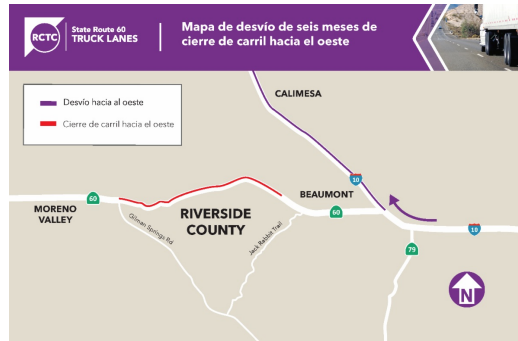 RCTC
State Route 60
TRUCK LANES
Mapa de desvío de seis meses de
cierre de carril hacia el oeste
Desvío hacia al oeste
Cierre de carril hacia el oeste
CALIMESA
10
BEAUMONT
60
MORENO
VALLEY
60
RIVERSIDE
COUNTY
Gilman Springs Rd
Jack Rabbit Trail
10
79
N